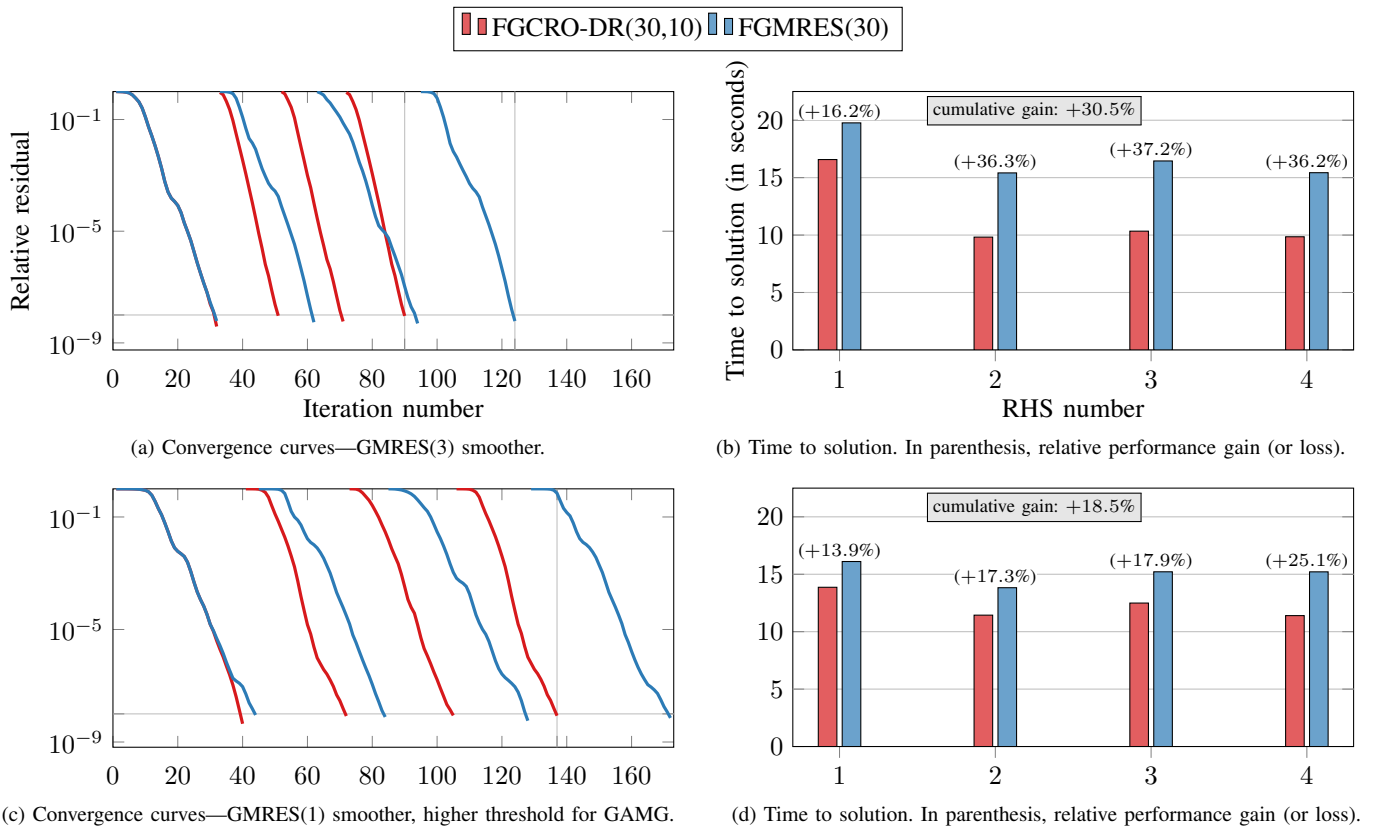 FGCRO-DR(30,10) FGMRES(30)
Relative residual
10^{-1}
10^{-5}
10^{-9}
0 20 40 60 80 100 120 140 160
Iteration number
(a) Convergence curves—GMRES(3) smoother.
Time to solution (in seconds)
cumulative gain: +30.5%
20
15
10
5
0
(+16.2%)
(+36.3%)
(+37.2%)
(+36.2%)
1 2 3 4
RHS number
(b) Time to solution. In parenthesis, relative performance gain (or loss).
10^{-1}
10^{-5}
10^{-9}
0 20 40 60 80 100 120 140 160
(c) Convergence curves—GMRES(1) smoother, higher threshold for GAMG.
cumulative gain: +18.5%
20
15
10
5
0
(+13.9%)
(+17.3%)
(+17.9%)
(+25.1%)
1 2 3 4
(d) Time to solution. In parenthesis, relative performance gain (or loss).